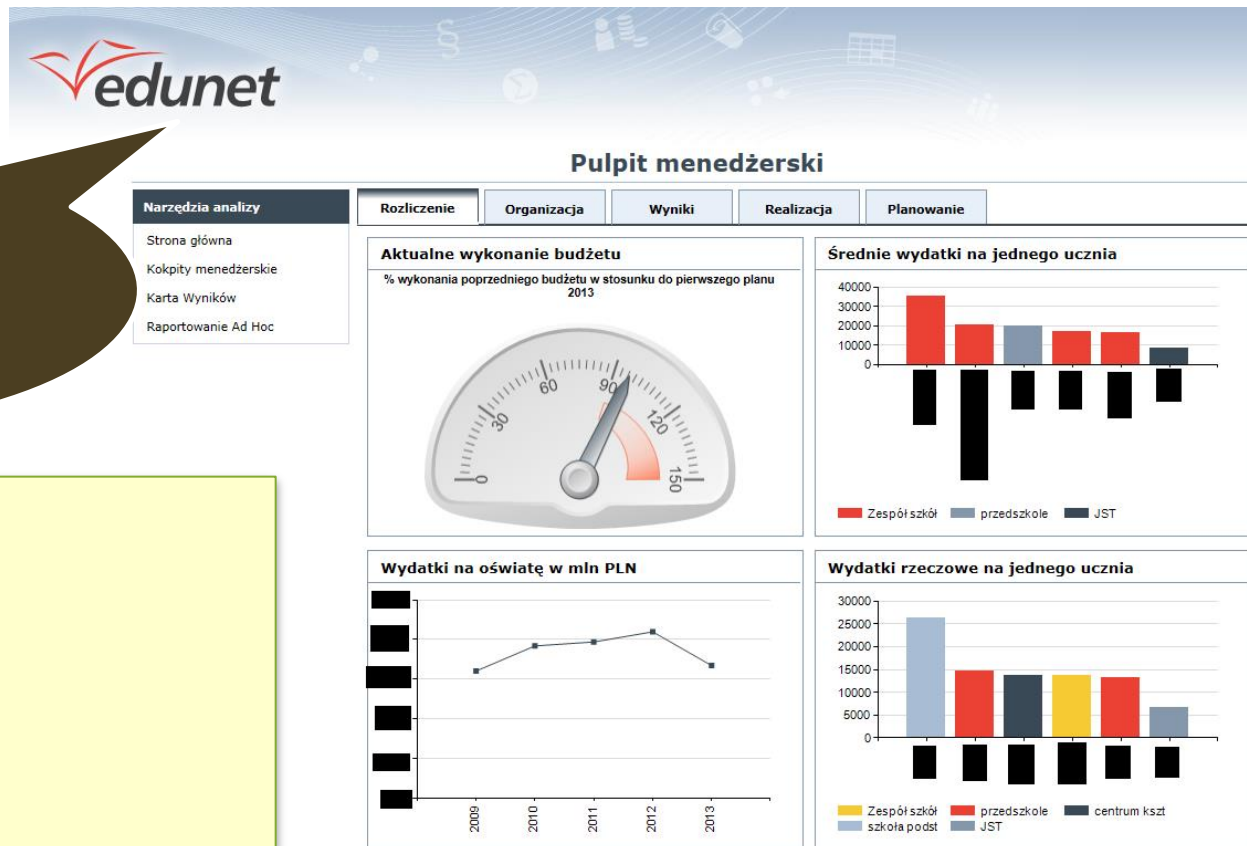 edunet
Pulpit menedżerski
Narzędzia analizy
Strona główna
Kokpity menedżerskie
Karta Wyników
Raportowanie Ad Hoc
Rozliczenie
Organizacja
Wyniki
Realizacja
Planowanie
Aktualne wykonanie budżetu
% wykonania poprzedniego budżetu w stosunku do pierwszego planu
2013
0
30
60
90
120
150
Średnie wydatki na jednego ucznia
40000
30000
20000
10000
0
Zespół szkół przedszkole JST
Wydatki na oświatę w mln PLN
2009
2010
2011
2012
2013
Wydatki rzeczowe na jednego ucznia
30000
25000
20000
15000
10000
5000
0
Zespół szkół przedszkole centrum kszt
szkoła podst JST